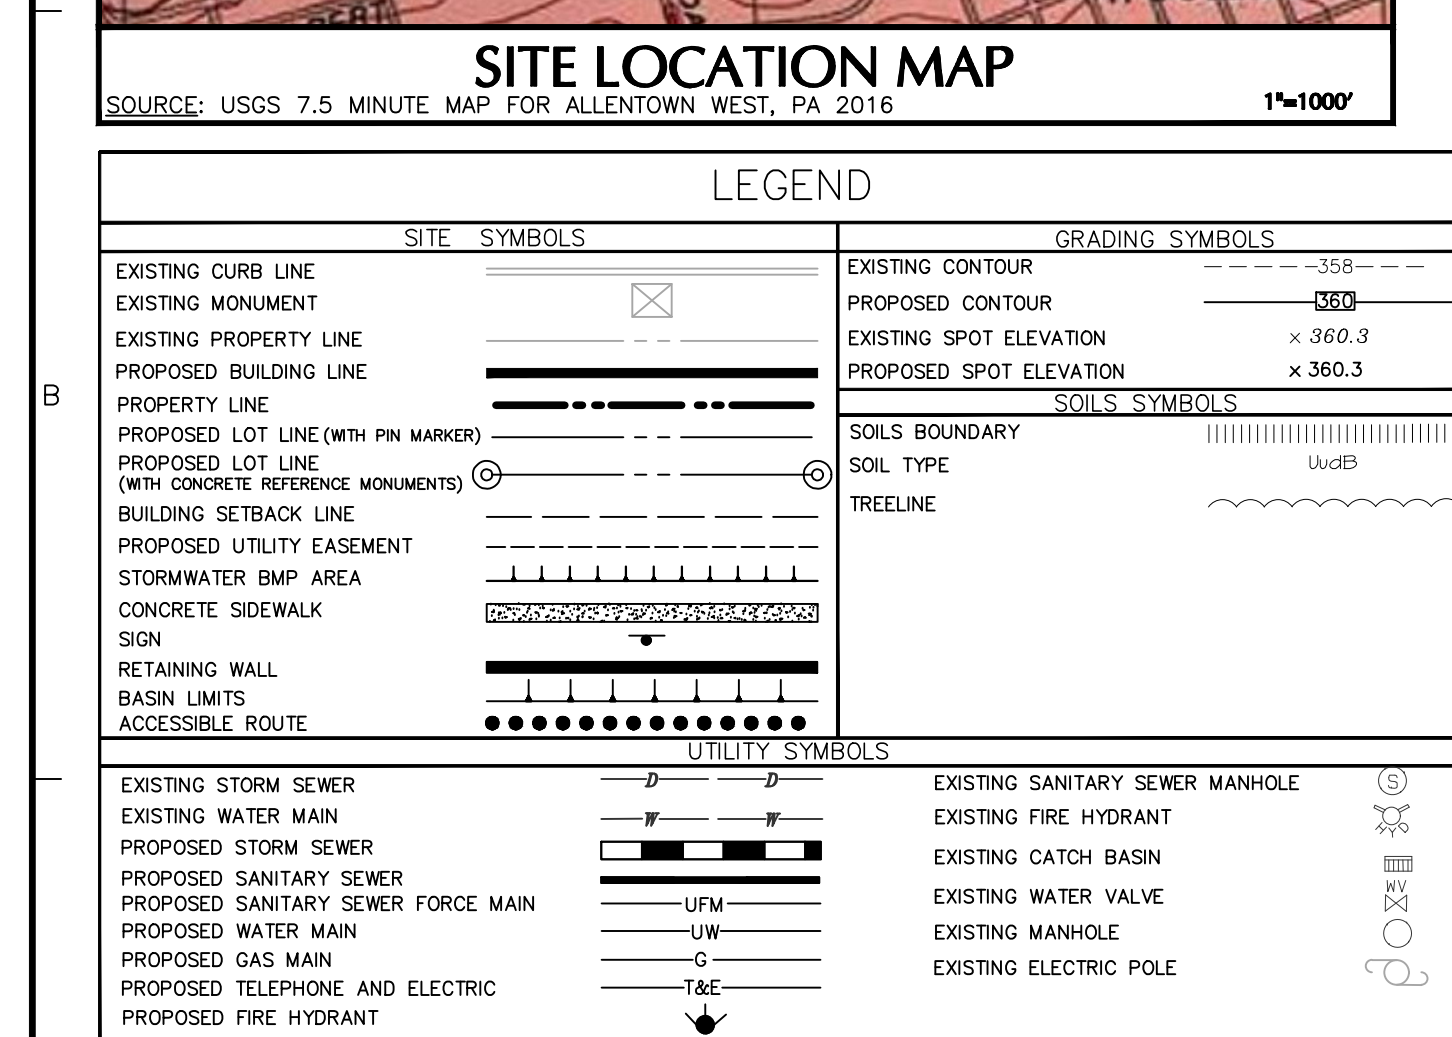 SITE LOCATION MAP
SOURCE: USGS 7.5 MINUTE MAP FOR ALLENTOWN WEST, PA 2016
1"=1000'
LEGEND
SITE SYMBOLS
EXISTING CURB LINE
EXISTING MONUMENT
EXISTING PROPERTY LINE
PROPOSED BUILDING LINE
PROPERTY LINE
PROPOSED LOT LINE (WITH PIN MARKER)
PROPOSED LOT LINE
(WITH CONCRETE REFERENCE MONUMENTS)
BUILDING SETBACK LINE
PROPOSED UTILITY EASEMENT
STORMWATER BMP AREA
CONCRETE SIDEWALK
SIGN
RETAINING WALL
BASIN LIMITS
ACCESSIBLE ROUTE
GRADING SYMBOLS
EXISTING CONTOUR 358
PROPOSED CONTOUR 360
EXISTING SPOT ELEVATION x 360.3
PROPOSED SPOT ELEVATION x 360.3
SOILS SYMBOLS
SOILS BOUNDARY
SOIL TYPE UudB
TREELINE
B
UTILITY SYMBOLS
EXISTING STORM SEWER D D
EXISTING WATER MAIN W W
PROPOSED STORM SEWER
PROPOSED SANITARY SEWER
PROPOSED SANITARY SEWER FORCE MAIN UFM
PROPOSED WATER MAIN UW
PROPOSED GAS MAIN G
PROPOSED TELEPHONE AND ELECTRIC T&E
PROPOSED FIRE HYDRANT
EXISTING SANITARY SEWER MANHOLE S
EXISTING FIRE HYDRANT HYD
EXISTING CATCH BASIN
EXISTING WATER VALVE WV
EXISTING MANHOLE
EXISTING ELECTRIC POLE